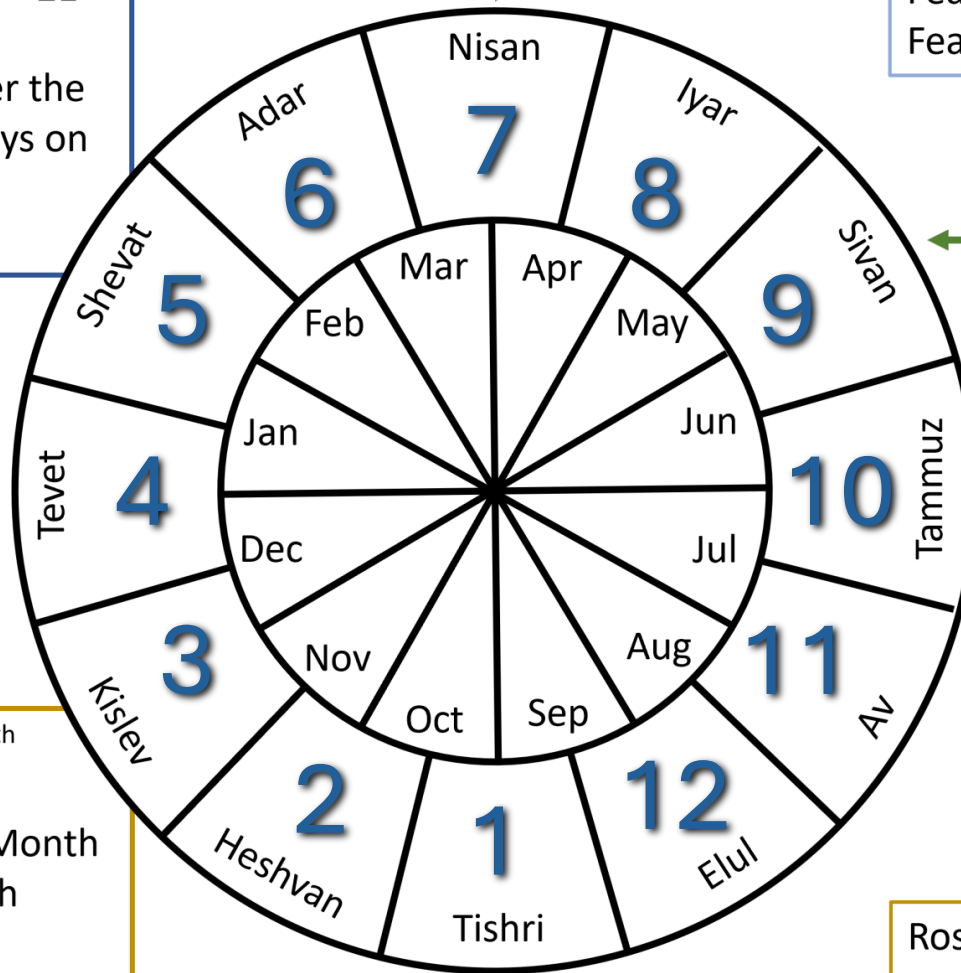 er the
ys on
Fea
Nisan
7
Iyar
8
Sivan
9
Tammuz
10
Av
11
Elul
12
Tishri
1
Heshvan
2
Kislev
3
Tevet
4
Shevat
5
Adar
6
Mar
Apr
May
Jun
Jul
Aug
Sep
Oct
Nov
Dec
Jan
Feb
ch
Month
h
Ros